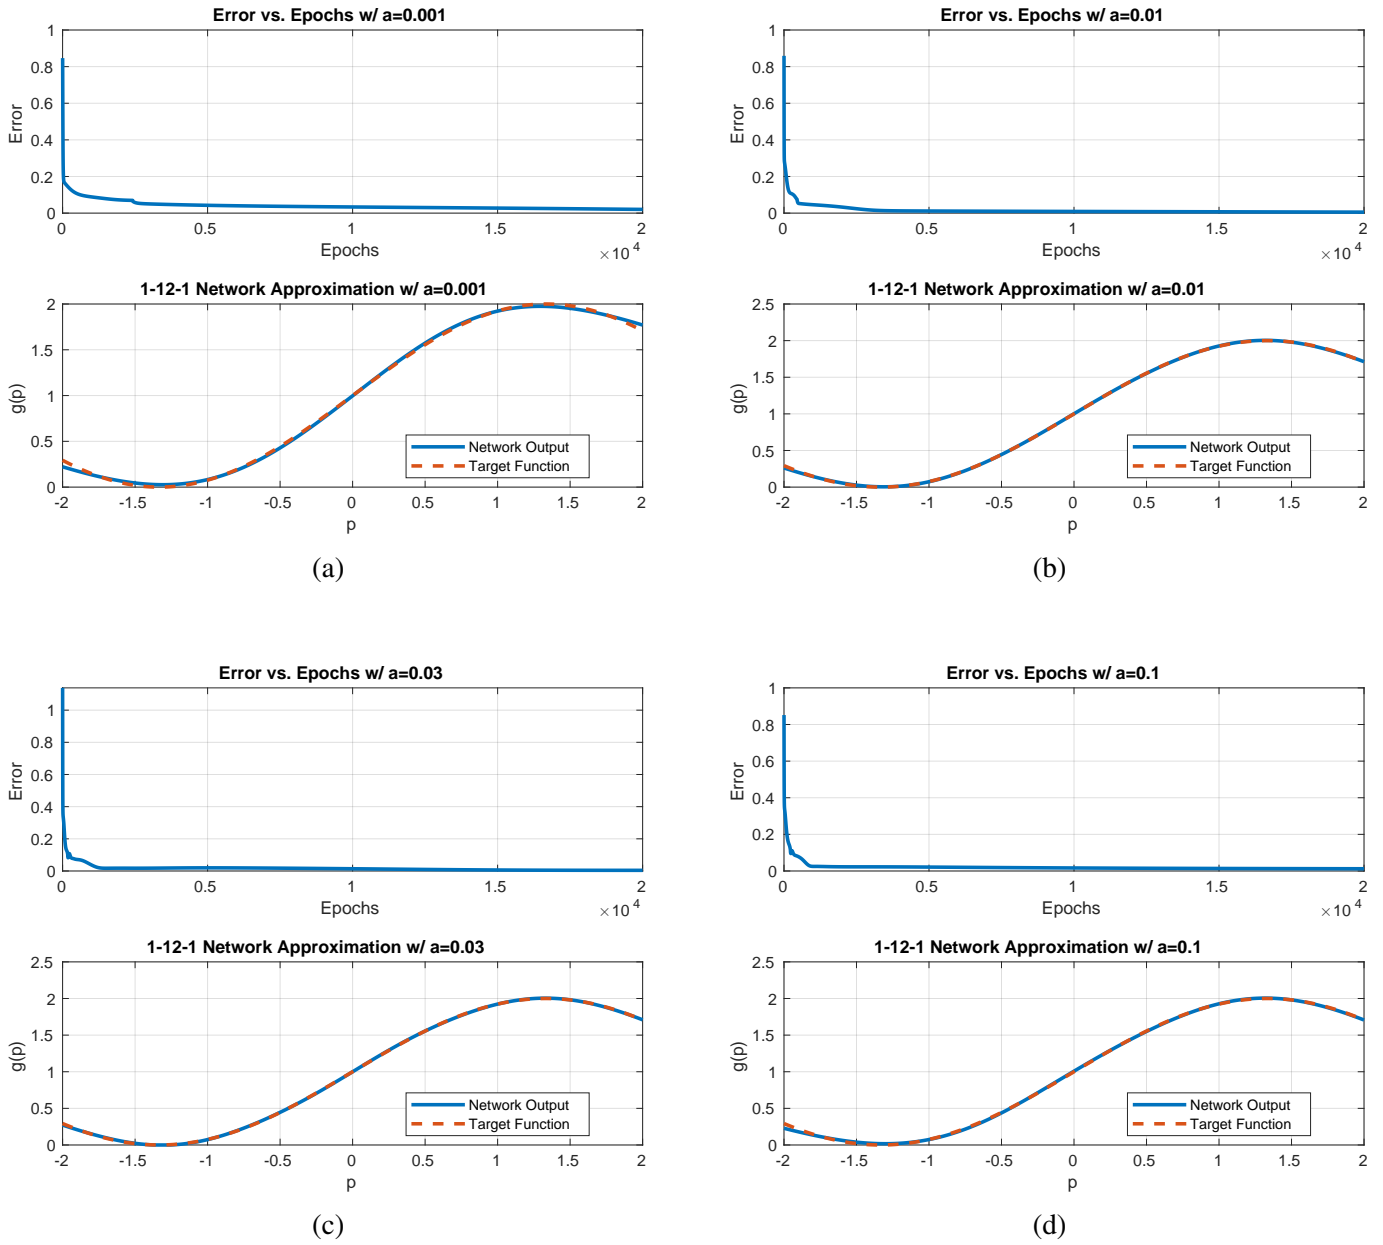 Error vs. Epochs w/ a=0.001
1
0.8
0.6
0.4
0.2
0
Error
0 0.5 1 1.5 2
Epochs
×10 4
1-12-1 Network Approximation w/ a=0.001
2
1.5
1
0.5
0
g(p)
Network Output
Target Function
-2 -1.5 -1 -0.5 0 0.5 1 1.5 2
p
(a)
Error vs. Epochs w/ a=0.01
1
0.8
0.6
0.4
0.2
0
Error
0 0.5 1 1.5 2
Epochs
×10 4
1-12-1 Network Approximation w/ a=0.01
2.5
2
1.5
1
0.5
0
g(p)
Network Output
Target Function
-2 -1.5 -1 -0.5 0 0.5 1 1.5 2
p
(b)
Error vs. Epochs w/ a=0.03
1
0.8
0.6
0.4
0.2
0
Error
0 0.5 1 1.5 2
Epochs
×10 4
1-12-1 Network Approximation w/ a=0.03
2.5
2
1.5
1
0.5
0
g(p)
Network Output
Target Function
-2 -1.5 -1 -0.5 0 0.5 1 1.5 2
p
(c)
Error vs. Epochs w/ a=0.1
1
0.8
0.6
0.4
0.2
0
Error
0 0.5 1 1.5 2
Epochs
×10 4
1-12-1 Network Approximation w/ a=0.1
2.5
2
1.5
1
0.5
0
g(p)
Network Output
Target Function
-2 -1.5 -1 -0.5 0 0.5 1 1.5 2
p
(d)